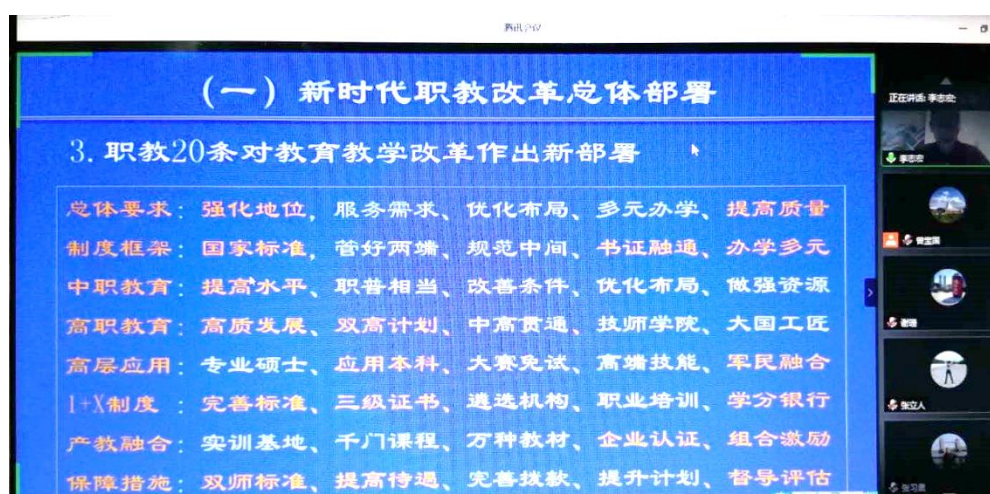 腾讯会议
(一) 新时代职教改革总体部署
3. 职教20条对教育教学改革作出新部署
总体要求：强化地位，服务需求、优化布局、多元办学、提高质量
制度框架：国家标准，管好两端、规范中间、书证融通、办学多元
中职教育：提高水平、职普相当、改善条件、优化布局、做强资源
高职教育：高质发展、双高计划、中高贯通、技师学院、大国工匠
高层应用：专业硕士、应用本科、大赛免试、高端技能、军民融合
1+X制度 ：完善标准、三级证书、遴选机构、职业培训、学分银行
产教融合：实训基地、千门课程、万种教材、企业认证、组合激励
保障措施：双师标准、提高待遇、完善拨款、提升计划、督导评估
正在讲话: 李志宏;
李志宏
张立人